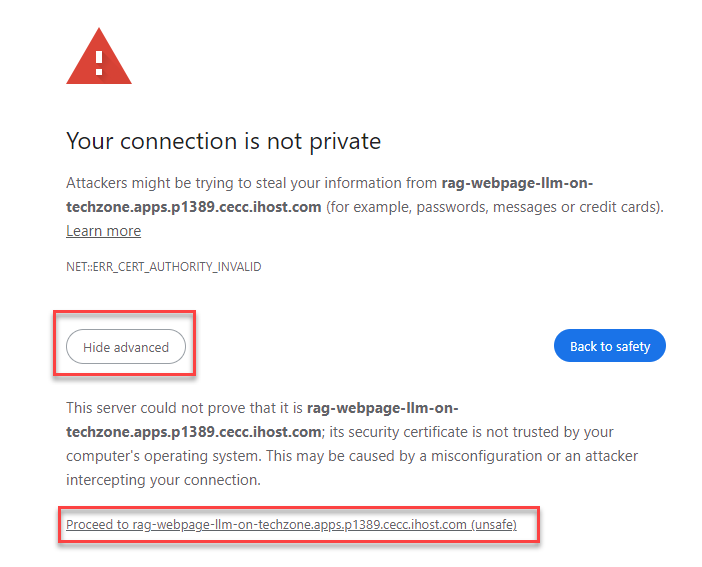 Your connection is not private
Attackers might be trying to steal your information from rag-webpage-llm-on-
techzone.apps.p1389.cecc.ihost.com (for example, passwords, messages or credit cards).
Learn more
NET::ERR_CERT_AUTHORITY_INVALID
Hide advanced
Back to safety
This server could not prove that it is rag-webpage-llm-on-
techzone.apps.p1389.cecc.ihost.com; its security certificate is not trusted by your
computer's operating system. This may be caused by a misconfiguration or an attacker
intercepting your connection.
Proceed to rag-webpage-llm-on-techzone.apps.p1389.cecc.ihost.com (unsafe)